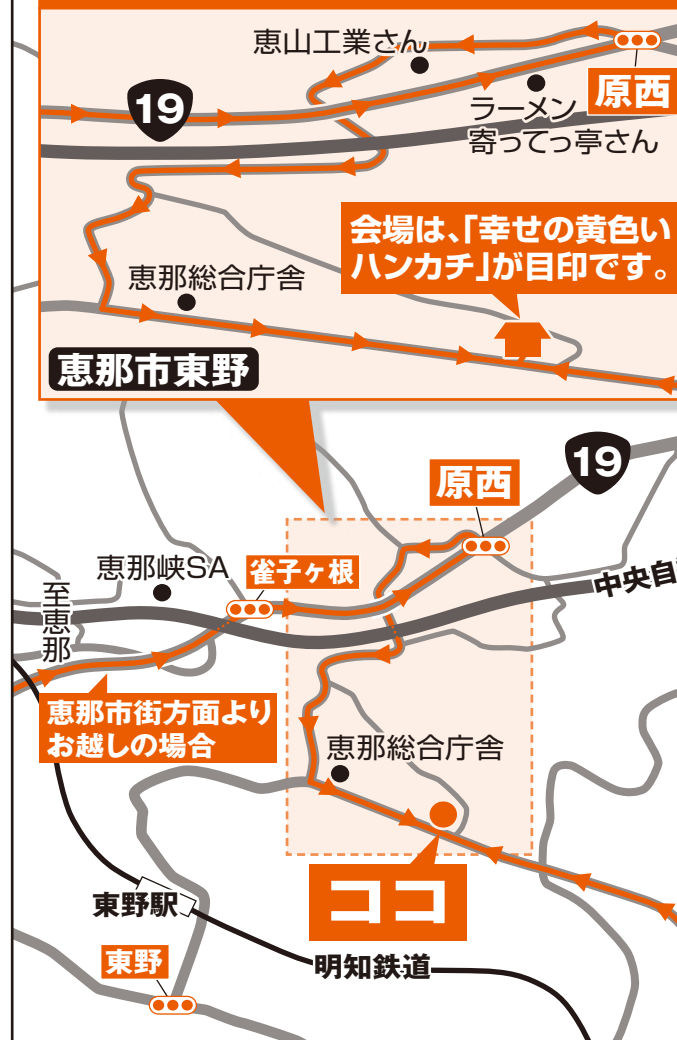 恵山工業さん
19
原西
ラーメン
寄ってっ亭さん
会場は、「幸せの黄色い
ハンカチ」が目印です。
恵那総合庁舎
恵那市東野
19
原西
恵那峡SA
雀子ヶ根
中央自
至恵那
恵那市街方面より
お越しの場合
恵那総合庁舎
ココ
東野駅
東野
明知鉄道